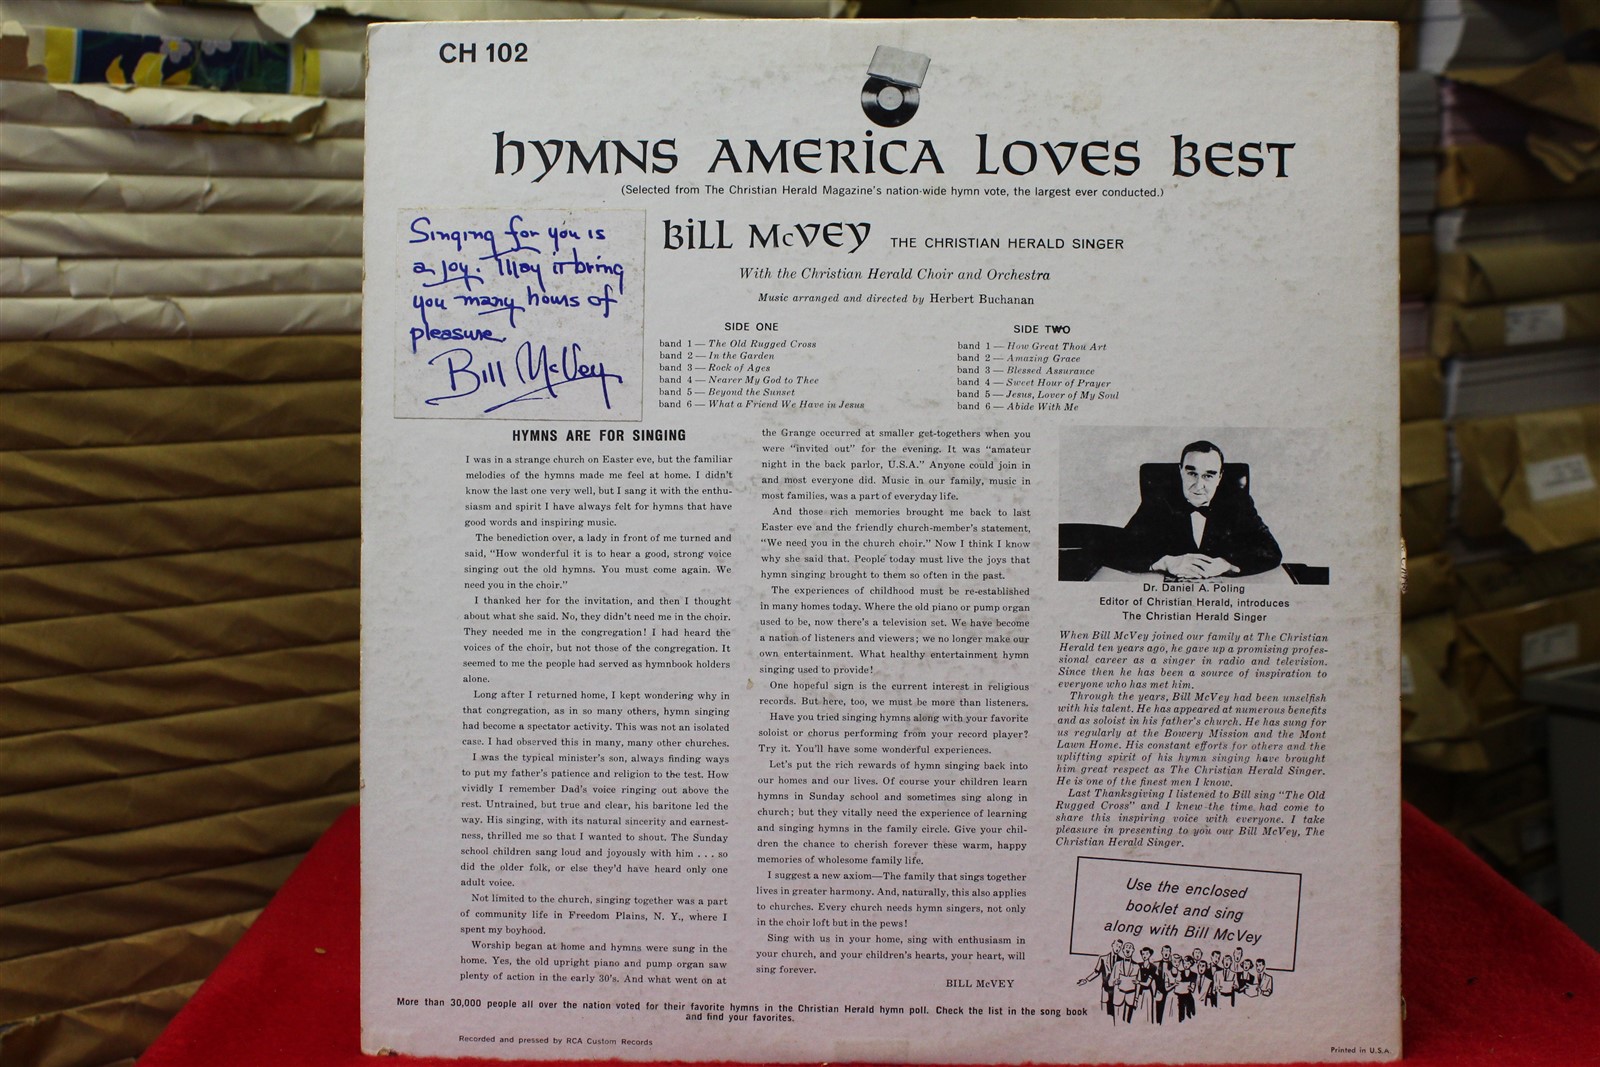 CH 102
HYMNS AMERICA LOVES BEST
(Selected from The Christian Herald Magazine's nation-wide hymn vote, the largest ever conducted.)
Singing for you is
a joy. May it bring
you many hours of
pleasure.
Bill McVey
BILL McVEY THE CHRISTIAN HERALD SINGER
With the Christian Herald Choir and Orchestra
Music arranged and directed by Herbert Buchanan
SIDE ONE
band 1 — The Old Rugged Cross
band 2 — In the Garden
band 3 — Rock of Ages
band 4 — Nearer My God to Thee
band 5 — Beyond the Sunset
band 6 — What a Friend We Have in Jesus
SIDE TWO
band 1 — How Great Thou Art
band 2 — Amazing Grace
band 3 — Blessed Assurance
band 4 — Sweet Hour of Prayer
band 5 — Jesus, Lover of My Soul
band 6 — Abide With Me
HYMNS ARE FOR SINGING
I was in a strange church on Easter eve, but the familiar
melodies of the hymns made me feel at home. I didn't
know the last one very well, but I sang it with the enthu-
siasm and spirit I have always felt for hymns that have
good words and inspiring music.
The benediction over, a lady in front of me turned and
said, "How wonderful it is to hear a good, strong voice
singing out the old hymns. You must come again. We
need you in the choir."
I thanked her for the invitation, and then I thought
about what she said. No, they didn't need me in the choir.
They needed me in the congregation! I had heard the
voices of the choir, but not those of the congregation. It
seemed to me the people had served as hymnbook holders
alone.
Long after I returned home, I kept wondering why in
that congregation, as in so many others, hymn singing
had become a spectator activity. This was not an isolated
case. I had observed this in many, many other churches.
I was the typical minister's son, always finding ways
to put my father's patience and religion to the test. How
vividly I remember Dad's voice ringing out above the
rest. Untrained, but true and clear, his baritone led the
way. His singing, with its natural sincerity and earnest-
ness, thrilled me so that I wanted to shout. The Sunday
school children sang loud and joyously with him . . . so
did the older folk, or else they'd have heard only one
adult voice.
Not limited to the church, singing together was a part
of community life in Freedom Plains, N. Y., where I
spent my boyhood.
Worship began at home and hymns were sung in the
home. Yes, the old upright piano and pump organ saw
plenty of action in the early 30's. And what went on at
the Grange occurred at smaller get-togethers when you
were "invited out" for the evening. It was "amateur
night in the back parlor, U.S.A." Anyone could join in
and most everyone did. Music in our family, music in
most families, was a part of everyday life.
And those rich memories brought me back to last
Easter eve and the friendly church-member's statement,
"We need you in the church choir." Now I think I know
why she said that. People today must live the joys that
hymn singing brought to them so often in the past.
The experiences of childhood must be re-established
in many homes today. Where the old piano or pump organ
used to be, now there's a television set. We have become
a nation of listeners and viewers; we no longer make our
own entertainment. What healthy entertainment hymn
singing used to provide!
One hopeful sign is the current interest in religious
records. But here, too, we must be more than listeners.
Have you tried singing hymns along with your favorite
soloist or chorus performing from your record player?
Try it. You'll have some wonderful experiences.
Let's put the rich rewards of hymn singing back into
our homes and our lives. Of course your children learn
hymns in Sunday school and sometimes sing along in
church; but they vitally need the experience of learning
and singing hymns in the family circle. Give your chil-
dren the chance to cherish forever these warm, happy
memories of wholesome family life.
I suggest a new axiom—The family that sings together
lives in greater harmony. And, naturally, this also applies
to churches. Every church needs hymn singers, not only
in the choir loft but in the pews!
Sing with us in your home, sing with enthusiasm in
your church, and your children's hearts, your heart, will
sing forever.
BILL McVEY
Dr. Daniel A. Poling
Editor of Christian Herald, introduces
The Christian Herald Singer
When Bill McVey joined our family at The Christian
Herald ten years ago, he gave up a promising profes-
sional career as a singer in radio and television.
Since then he has been a source of inspiration to
everyone who has met him.
Through the years, Bill McVey had been unselfish
with his talent. He has appeared at numerous benefits
and as soloist in his father's church. He has sung for
us regularly at the Bowery Mission and the Mont
Lawn Home. His constant efforts for others and the
uplifting spirit of his hymn singing have brought
him great respect as The Christian Herald Singer.
He is one of the finest men I know.
Last Thanksgiving I listened to Bill sing "The Old
Rugged Cross" and I knew the time had come to
share this inspiring voice with everyone. I take
pleasure in presenting to you our Bill McVey, The
Christian Herald Singer.
Use the enclosed
booklet and sing
along with Bill McVey
More than 30,000 people all over the nation voted for their favorite hymns in the Christian Herald hymn poll. Check the list in the song book
and find your favorites.
Recorded and pressed by RCA Custom Records
Printed in U.S.A.